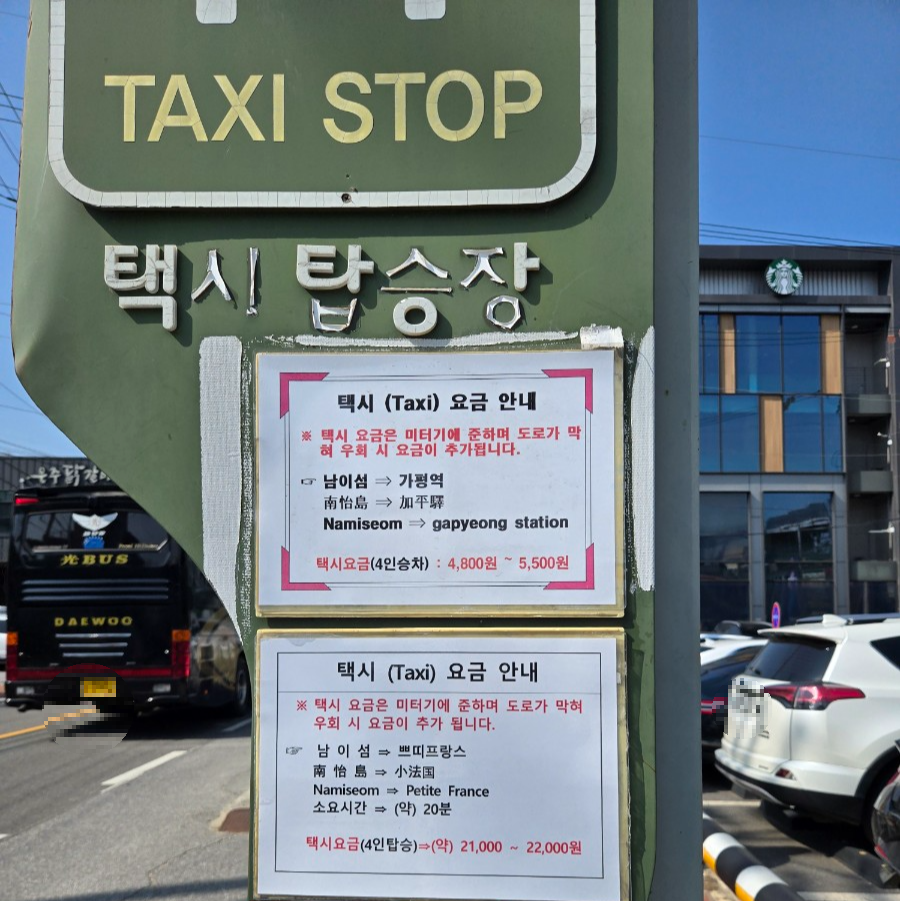 TAXI STOP
택시 탑승장
택시 (Taxi) 요금 안내
※ 택시 요금은 미터기에 준하며 도로가 막
혀 우회 시 요금이 추가됩니다.
☞ 남이섬 ⇒ 가평역
南怡島 ⇒ 加平驛
Namiseom ⇒ gapyeong station
택시요금(4인승차) : 4,800원 ~ 5,500원
택시 (Taxi) 요금 안내
※ 택시 요금은 미터기에 준하며 도로가 막혀
우회 시 요금이 추가 됩니다.
☞ 남 이 섬 ⇒ 쁘띠프랑스
南 怡 島 ⇒ 小法国
Namiseom ⇒ Petite France
소요시간 ⇒ (약) 20분
택시요금(4인탑승)⇒(약) 21,000 ~ 22,000원
光BUS
DAEWOO